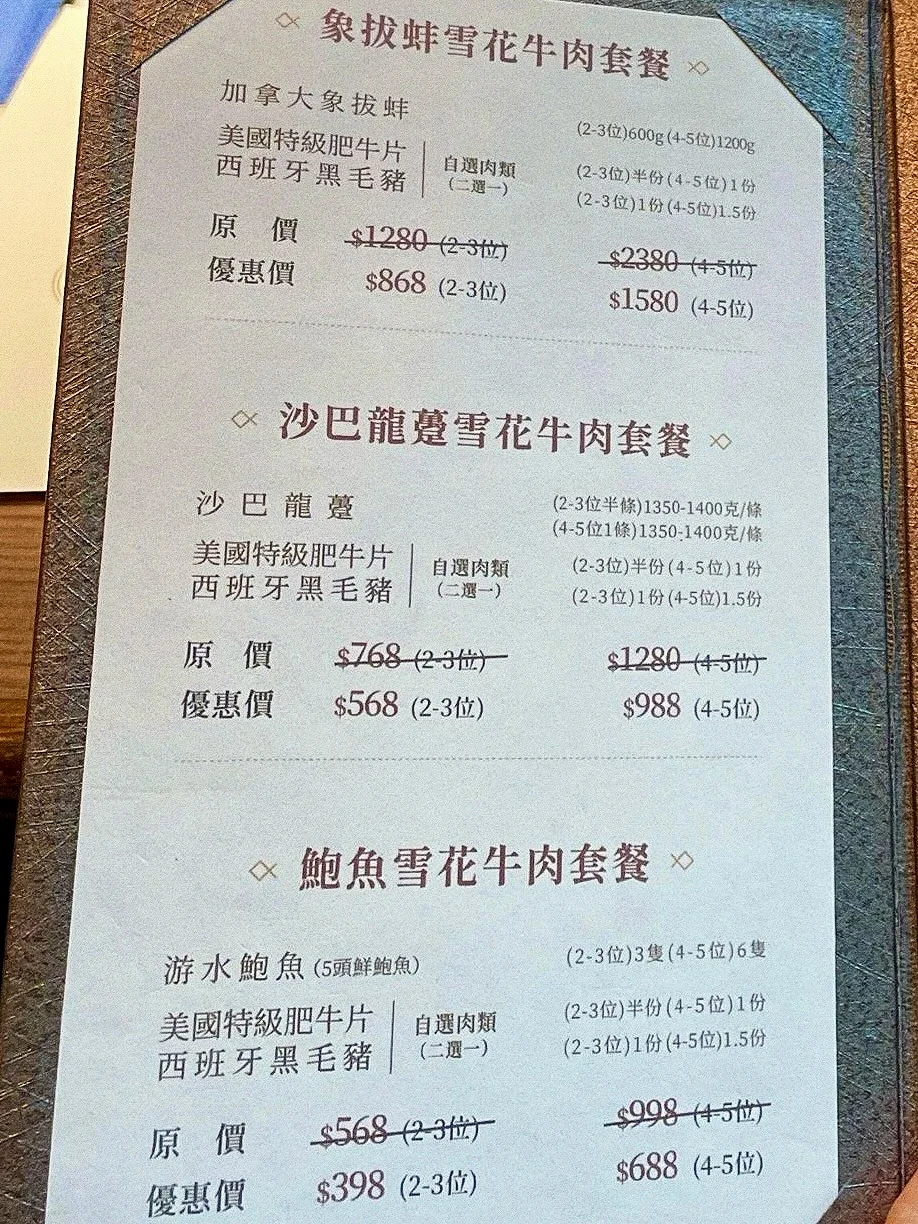 象拔蚌雪花牛肉套餐
加拿大象拔蚌 (2-3位)600g (4-5位)1200g
美國特級肥牛片 自選肉類 (2-3位)半份 (4-5位)1份
西班牙黑毛豬 (二選一) (2-3位)1份 (4-5位)1.5份
原 價 $1280 (2-3位) $2380 (4-5位)
優惠價 $868 (2-3位) $1580 (4-5位)
沙巴龍躉雪花牛肉套餐
沙巴龍躉 (2-3位半條)1350-1400克/條
(4-5位1條)1350-1400克/條
美國特級肥牛片 自選肉類 (2-3位)半份 (4-5位)1份
西班牙黑毛豬 (二選一) (2-3位)1份 (4-5位)1.5份
原 價 $768 (2-3位) $1280 (4-5位)
優惠價 $568 (2-3位) $988 (4-5位)
鮑魚雪花牛肉套餐
游水鮑魚 (5頭鮮鮑魚) (2-3位)3隻 (4-5位)6隻
美國特級肥牛片 自選肉類 (2-3位)半份 (4-5位)1份
西班牙黑毛豬 (二選一) (2-3位)1份 (4-5位)1.5份
原 價 $568 (2-3位) $998 (4-5位)
優惠價 $398 (2-3位) $688 (4-5位)